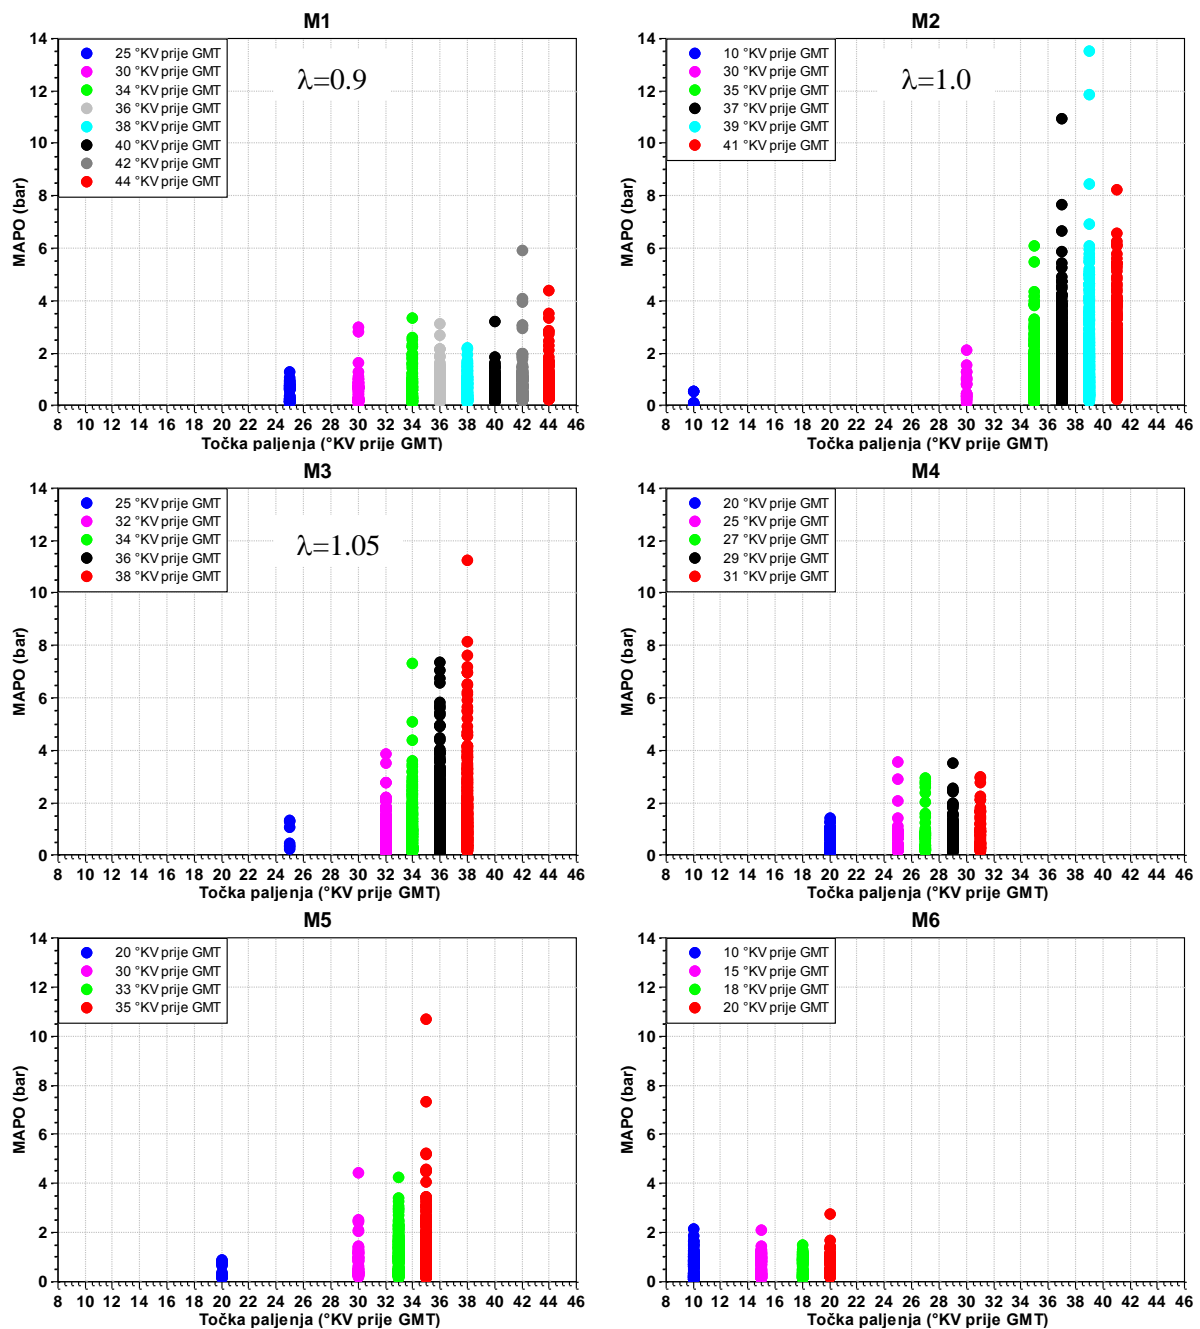 M1
25 °KV prije GMT
30 °KV prije GMT
34 °KV prije GMT
36 °KV prije GMT
38 °KV prije GMT
40 °KV prije GMT
42 °KV prije GMT
44 °KV prije GMT
λ=0.9
MAPO (bar)
14
12
10
8
6
4
2
0
8 10 12 14 16 18 20 22 24 26 28 30 32 34 36 38 40 42 44 46
Točka paljenja (°KV prije GMT)
M2
10 °KV prije GMT
30 °KV prije GMT
35 °KV prije GMT
37 °KV prije GMT
39 °KV prije GMT
41 °KV prije GMT
λ=1.0
MAPO (bar)
14
12
10
8
6
4
2
0
8 10 12 14 16 18 20 22 24 26 28 30 32 34 36 38 40 42 44 46
Točka paljenja (°KV prije GMT)
M3
25 °KV prije GMT
32 °KV prije GMT
34 °KV prije GMT
36 °KV prije GMT
38 °KV prije GMT
λ=1.05
MAPO (bar)
14
12
10
8
6
4
2
0
8 10 12 14 16 18 20 22 24 26 28 30 32 34 36 38 40 42 44 46
Točka paljenja (°KV prije GMT)
M4
20 °KV prije GMT
25 °KV prije GMT
27 °KV prije GMT
29 °KV prije GMT
31 °KV prije GMT
MAPO (bar)
14
12
10
8
6
4
2
0
8 10 12 14 16 18 20 22 24 26 28 30 32 34 36 38 40 42 44 46
Točka paljenja (°KV prije GMT)
M5
20 °KV prije GMT
30 °KV prije GMT
33 °KV prije GMT
35 °KV prije GMT
MAPO (bar)
14
12
10
8
6
4
2
0
8 10 12 14 16 18 20 22 24 26 28 30 32 34 36 38 40 42 44 46
Točka paljenja (°KV prije GMT)
M6
10 °KV prije GMT
15 °KV prije GMT
18 °KV prije GMT
20 °KV prije GMT
MAPO (bar)
14
12
10
8
6
4
2
0
8 10 12 14 16 18 20 22 24 26 28 30 32 34 36 38 40 42 44 46
Točka paljenja (°KV prije GMT)